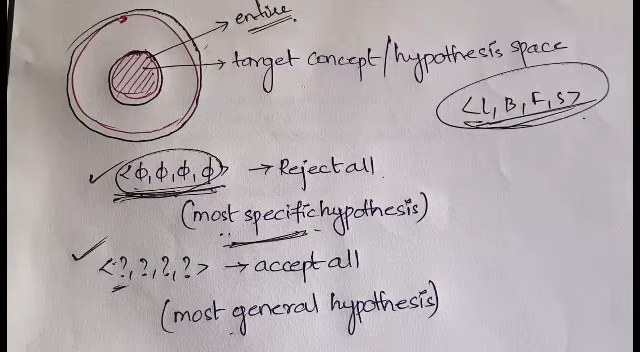 entire
target concept/hypothesis space
<L, B, F, S>
<ϕ, ϕ, ϕ, ϕ> → Reject all
(most specific hypothesis)
<?, ?, ?, ?> → accept all
(most general hypothesis)